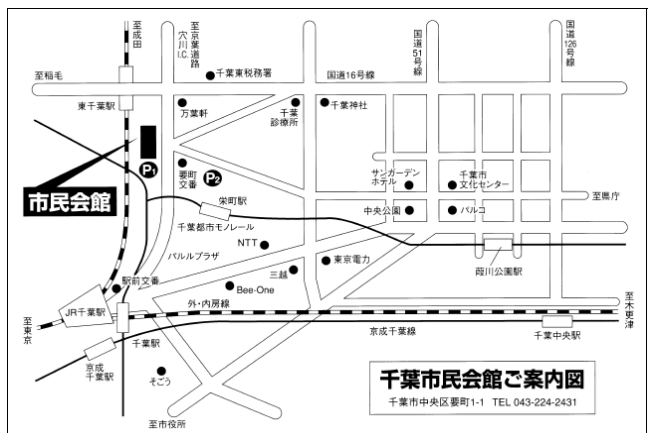 至成田
至京葉道路
穴川I.C.
国道51号線
国道126号線
至稲毛
千葉東税務署
国道16号線
東千葉駅
万葉軒
千葉
診療所
千葉神社
P1
要町
交番
P2
サンガーデン
ホテル
千葉市
文化センター
市民会館
栄町駅
至県庁
千葉都市モノレール
中央公園
パルコ
NTT
パルルプラザ
三越
東京電力
葭川公園駅
駅前交番
Bee-One
JR千葉駅
外・内房線
至木更津
至東京
千葉駅
京成千葉線
千葉中央駅
京成
千葉駅
そごう
千葉市民会館ご案内図
千葉市中央区要町1-1 TEL 043-224-2431
至市役所